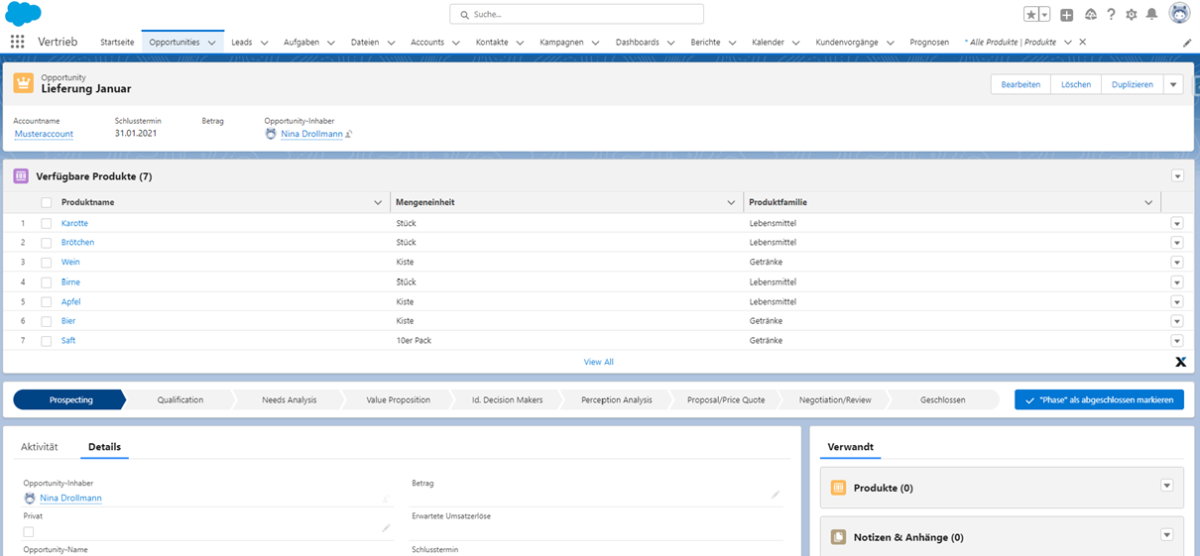 Suche...
Vertrieb Startseite Opportunities Leads Aufgaben Dateien Accounts Kontakte Kampagnen Dashboards Berichte Kalender Kundenvorgänge Prognosen * Alle Produkte | Produkte
Opportunity
Lieferung Januar
Bearbeiten Löschen Duplizieren
Accountname Schlusstermin Betrag Opportunity-Inhaber
Musteraccount 31.01.2021 Nina Drollmann
Verfügbare Produkte (7)
Produktname Mengeneinheit Produktfamilie
1 Karotte Stück Lebensmittel
2 Brötchen Stück Lebensmittel
3 Wein Kiste Getränke
4 Birne Stück Lebensmittel
5 Apfel Kiste Lebensmittel
6 Bier Kiste Getränke
7 Saft 10er Pack Getränke
View All
X
Prospecting Qualification Needs Analysis Value Proposition Id. Decision Makers Perception Analysis Proposal/Price Quote Negotiation/Review Geschlossen "Phase" als abgeschlossen markieren
Aktivität Details
Verwandt
Opportunity-Inhaber Betrag
Nina Drollmann
Produkte (0)
Privat Erwartete Umsatzerlöse
Notizen & Anhänge (0)
Opportunity-Name Schlusstermin